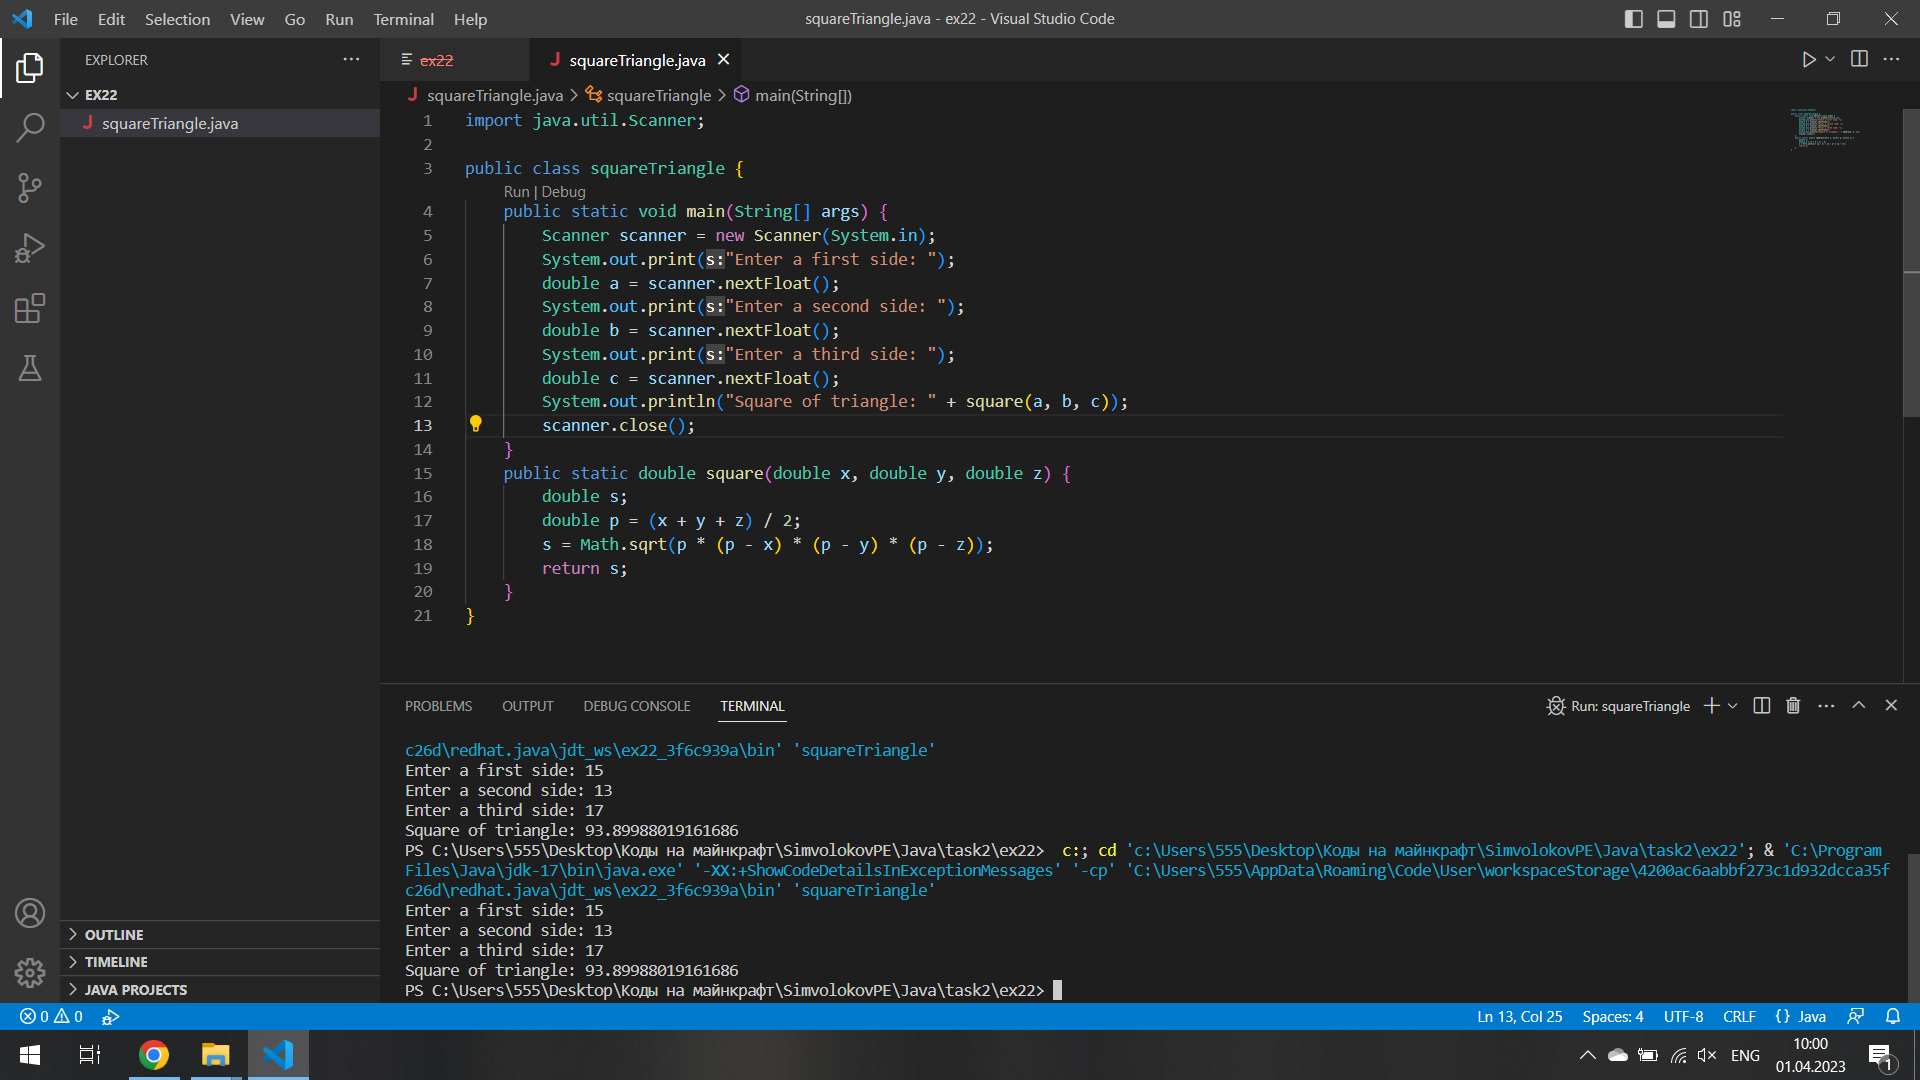 File Edit Selection View Go Run Terminal Help
squareTriangle.java - ex22 - Visual Studio Code
EXPLORER
EX22
squareTriangle.java
OUTLINE
TIMELINE
JAVA PROJECTS
ex22
squareTriangle.java
squareTriangle.java > squareTriangle > main(String[])
1 import java.util.Scanner;
2
3 public class squareTriangle {
Run | Debug
4 public static void main(String[] args) {
5 Scanner scanner = new Scanner(System.in);
6 System.out.print(s:"Enter a first side: ");
7 double a = scanner.nextFloat();
8 System.out.print(s:"Enter a second side: ");
9 double b = scanner.nextFloat();
10 System.out.print(s:"Enter a third side: ");
11 double c = scanner.nextFloat();
12 System.out.println("Square of triangle: " + square(a, b, c));
13 scanner.close();
14 }
15 public static double square(double x, double y, double z) {
16 double s;
17 double p = (x + y + z) / 2;
18 s = Math.sqrt(p * (p - x) * (p - y) * (p - z));
19 return s;
20 }
21 }
PROBLEMS OUTPUT DEBUG CONSOLE TERMINAL
Run: squareTriangle
c26d\redhat.java\jdt_ws\ex22_3f6c939a\bin' 'squareTriangle'
Enter a first side: 15
Enter a second side: 13
Enter a third side: 17
Square of triangle: 93.89988019161686
PS C:\Users\555\Desktop\Коды на майнкрафт\SimvolokovPE\Java\task2\ex22> c:; cd 'c:\Users\555\Desktop\Коды на майнкрафт\SimvolokovPE\Java\task2\ex22'; & 'C:\Program
Files\Java\jdk-17\bin\java.exe' '-XX:+ShowCodeDetailsInExceptionMessages' '-cp' 'C:\Users\555\AppData\Roaming\Code\User\workspaceStorage\4200ac6aabbf273c1d932dcca35f
c26d\redhat.java\jdt_ws\ex22_3f6c939a\bin' 'squareTriangle'
Enter a first side: 15
Enter a second side: 13
Enter a third side: 17
Square of triangle: 93.89988019161686
PS C:\Users\555\Desktop\Коды на майнкрафт\SimvolokovPE\Java\task2\ex22>
0 0
Ln 13, Col 25 Spaces: 4 UTF-8 CRLF {} Java
ENG
10:00
01.04.2023
1